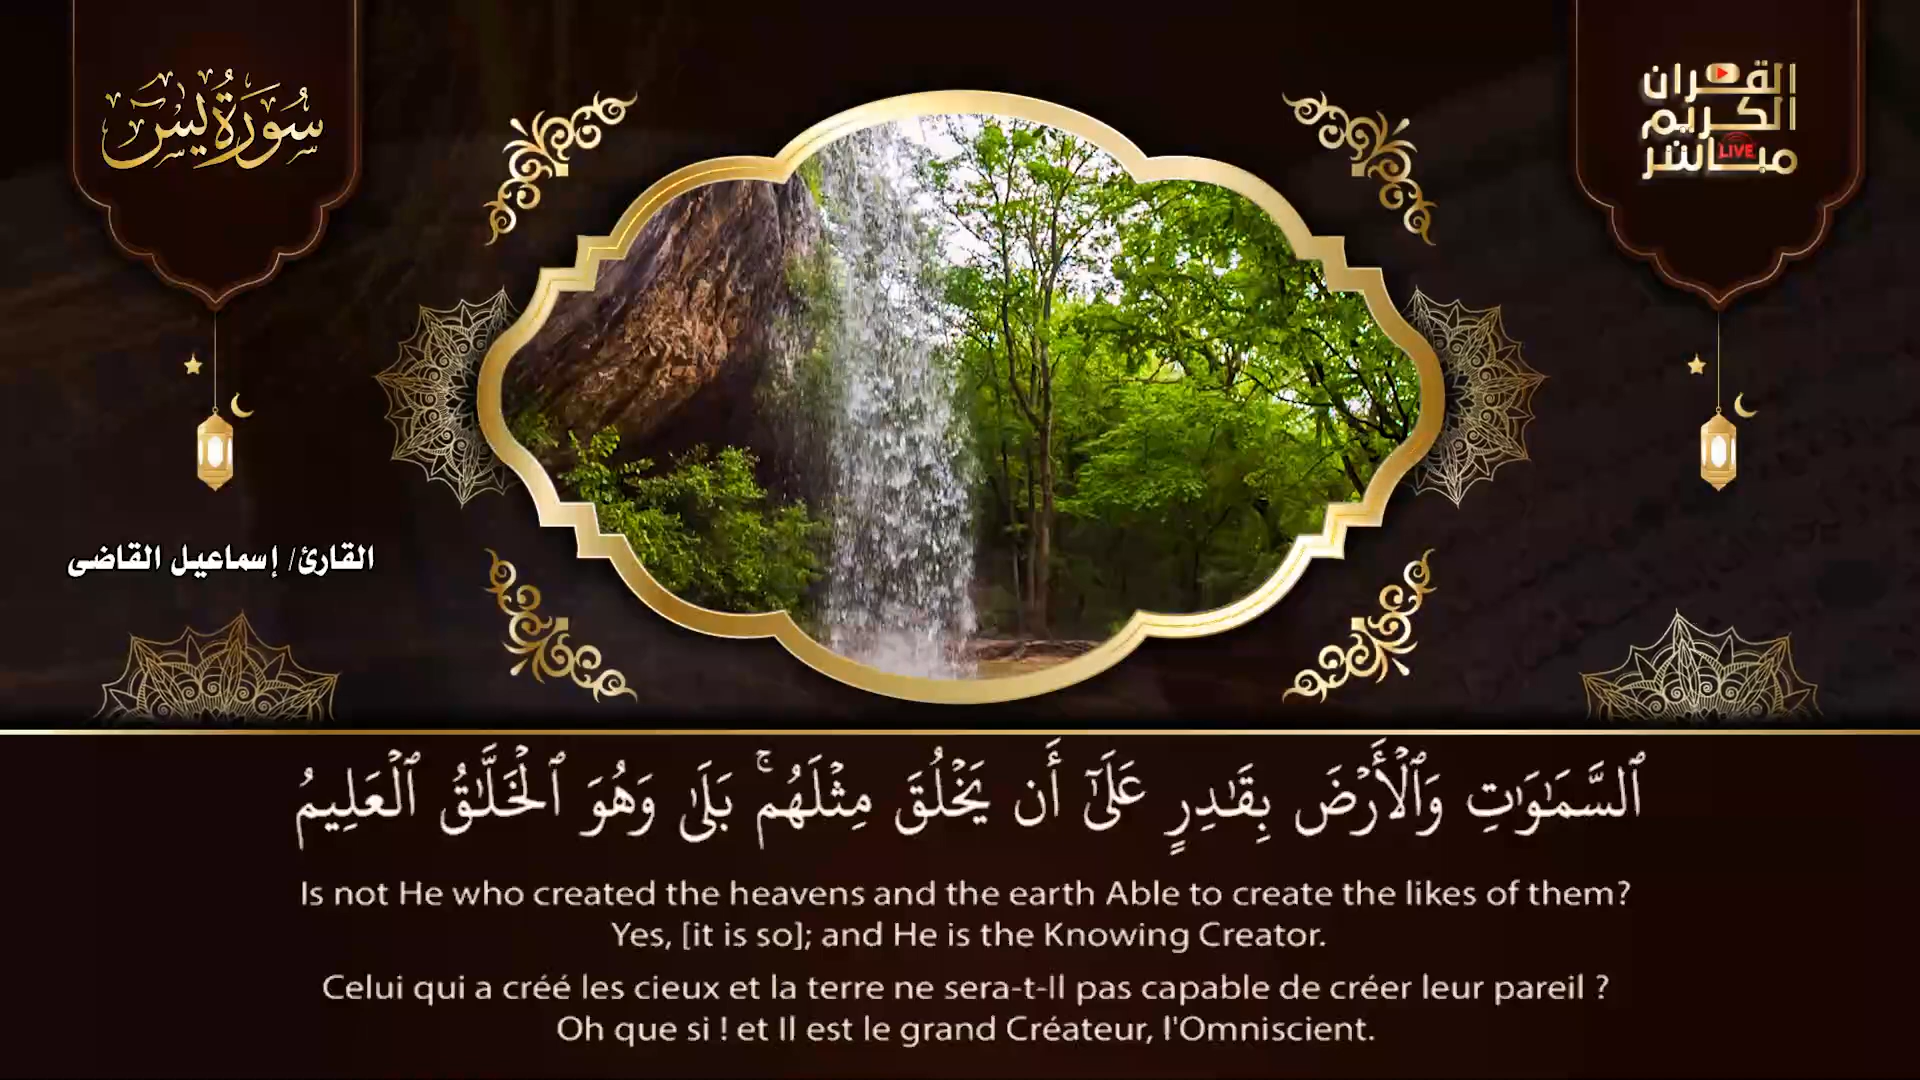 سُورَةُ يسٓ
القران
الكريم
مباشر
LIVE
القارئ/ إسماعيل القاضى
ٱلسَّمَٰوَٰتِ وَٱلۡأَرۡضَ بِقَٰدِرٍ عَلَىٰٓ أَن يَخۡلُقَ مِثۡلَهُمۚ بَلَىٰ وَهُوَ ٱلۡخَلَّٰقُ ٱلۡعَلِيمُ
Is not He who created the heavens and the earth Able to create the likes of them?
Yes, [it is so]; and He is the Knowing Creator.
Celui qui a créé les cieux et la terre ne sera-t-Il pas capable de créer leur pareil ?
Oh que si ! et Il est le grand Créateur, l'Omniscient.